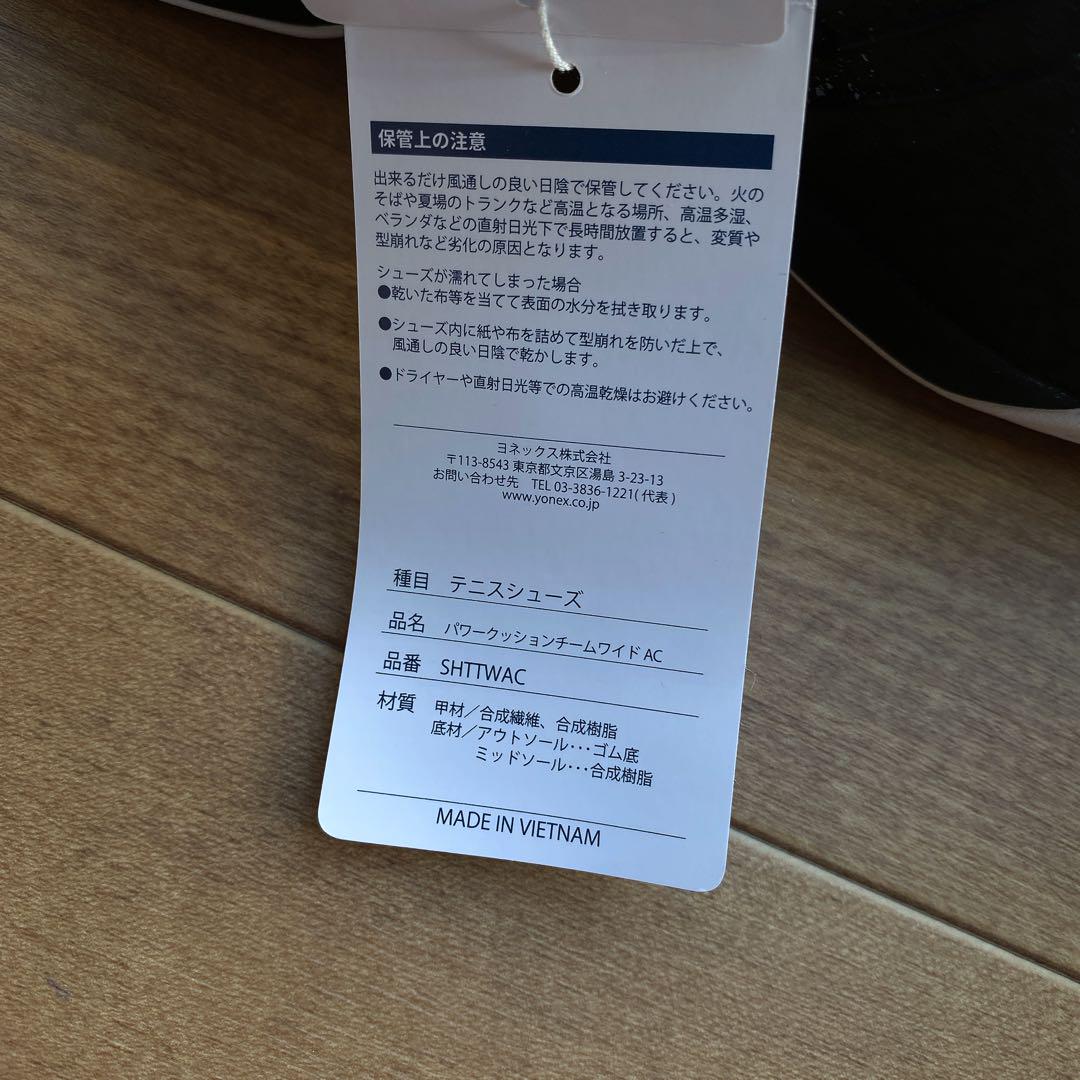 保管上の注意
出来るだけ風通しの良い日陰で保管してください。火の
そばや夏場のトランクなど高温となる場所、高温多湿、
ベランダなどの直射日光下で長時間放置すると、変質や
型崩れなど劣化の原因となります。
シューズが濡れてしまった場合
●乾いた布等を当てて表面の水分を拭き取ります。
●シューズ内に紙や布を詰めて型崩れを防いだ上で、
風通しの良い日陰で乾かします。
●ドライヤーや直射日光等での高温乾燥はお避けください。
ヨネックス株式会社
〒113-8543 東京都文京区湯島 3-23-13
お問い合わせ先 TEL 03-3836-1221(代表)
www.yonex.co.jp
種目 テニスシューズ
品名 パワークッションチームワイド AC
品番 SHTTWAC
材質 甲材／合成繊維、合成樹脂
底材／アウトソール･･･ゴム底
ミッドソール･･･合成樹脂
MADE IN VIETNAM